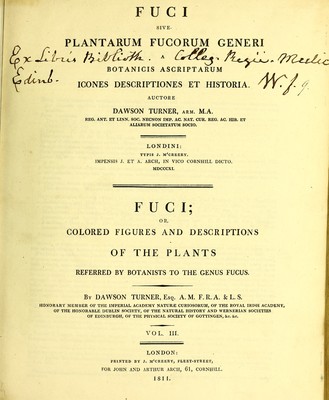 FUCI
SIVE
PLANTARUM FUCORUM GENERI
Ex Libris Biblioth. A Colleg. Regii. Medic
BOTANICIS ASCRIPTARUM
Edinb. W.f.9.
ICONES DESCRIPTIONES ET HISTORIA.
AUCTORE
DAWSON TURNER, ARM. M.A.
REG. ANT. ET LINN. SOC. NECNON IMP. AC. NAT. CUR. REG. AC. HIB. ET
ALIARUM SOCIETATUM SOCIO.
LONDINI:
TYPIS J. M'CREERY.
IMPENSIS J. ET A. ARCH, IN VICO CORNHILL DICTO.
MDCCCXI.
FUCI;
OR,
COLORED FIGURES AND DESCRIPTIONS
OF THE PLANTS
REFERRED BY BOTANISTS TO THE GENUS FUCUS.
BY DAWSON TURNER, ESQ. A.M. F.R.A. & L.S.
HONORARY MEMBER OF THE IMPERIAL ACADEMY NATURÆ CURIOSORUM, OF THE ROYAL IRISH ACADEMY,
OF THE HONORABLE DUBLIN SOCIETY, OF THE NATURAL HISTORY AND WERNERIAN SOCIETIES
OF EDINBURGH, OF THE PHYSICAL SOCIETY OF GOTTINGEN, &c. &c.
VOL. III.
LONDON:
PRINTED BY J. M'CREERY, FLEET-STREET,
FOR JOHN AND ARTHUR ARCH, 61, CORNHILL.
1811.